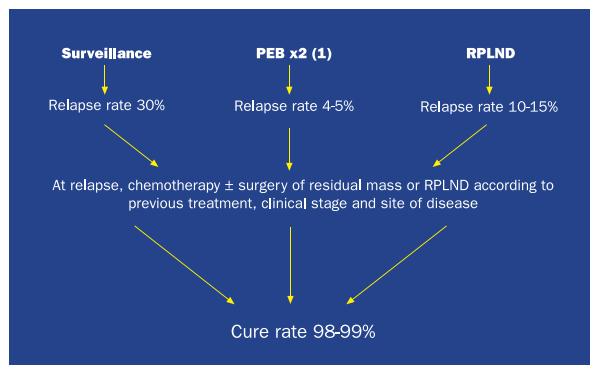 Surveillance PEB x2 (1) RPLND
Relapse rate 30% Relapse rate 4-5% Relapse rate 10-15%
At relapse, chemotherapy ± surgery of residual mass or RPLND according to
previous treatment, clinical stage and site of disease
Cure rate 98-99%